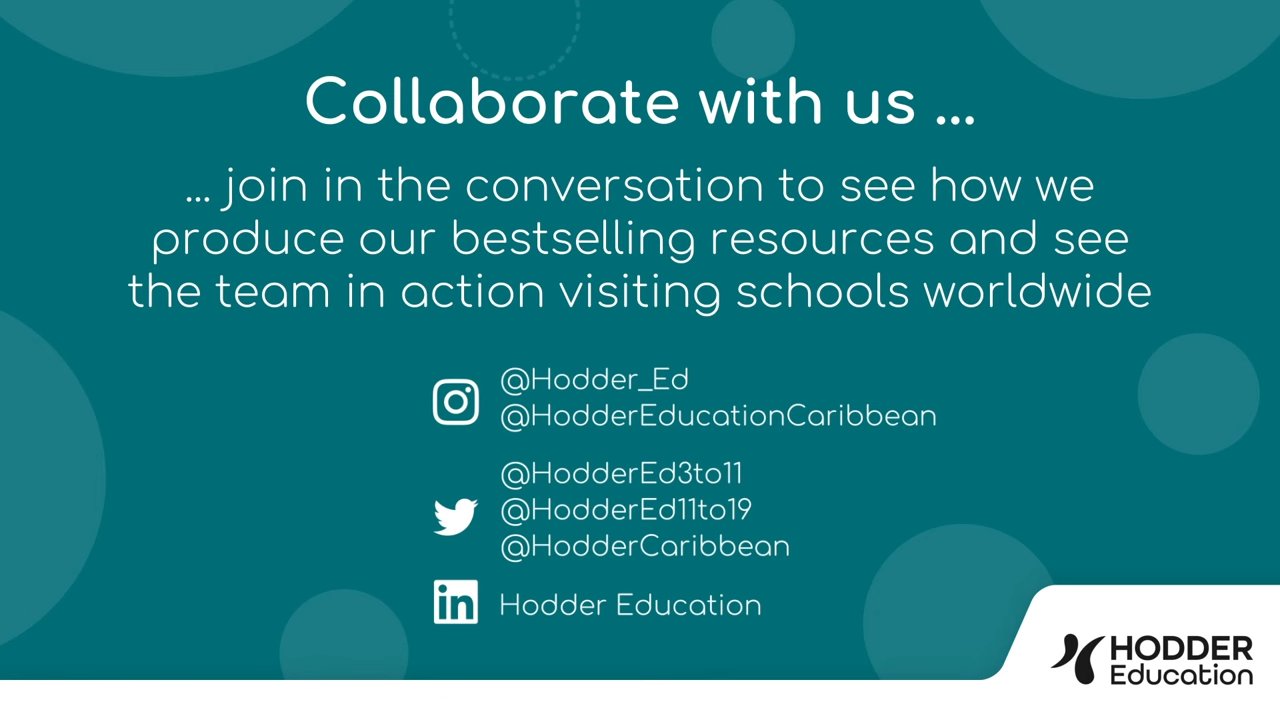 Collaborate with us ...
... join in the conversation to see how we
produce our bestselling resources and see
the team in action visiting schools worldwide
@Hodder_Ed
@HodderEducationCaribbean
@HodderEd3to11
@HodderEd11to19
@HodderCaribbean
in Hodder Education
HODDER
Education